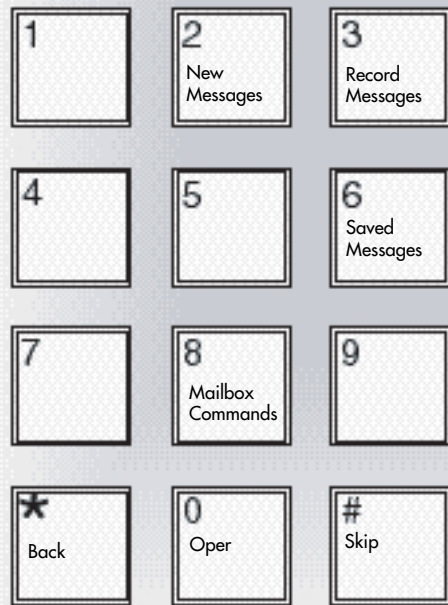 1 2 3
New Record
Messages Messages
4 5 6
Saved
Messages
7 8 9
Mailbox
Commands
* 0 #
Back Oper Skip